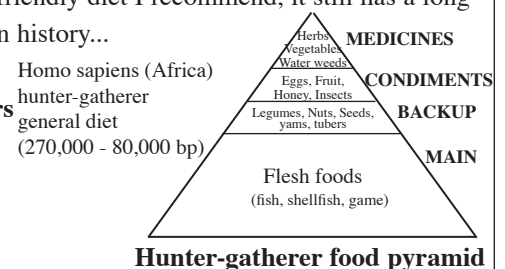 friendly diet I recommend, it still has a long
n history...
Homo sapiens (Africa)
hunter-gatherer
rs general diet
(270,000 - 80,000 bp)
Herbs
Vegetables
Water weeds
MEDICINES
Eggs, Fruit,
Honey, Insects
CONDIMENTS
Legumes, Nuts, Seeds,
yams, tubers
BACKUP
MAIN
Flesh foods
(fish, shellfish, game)
Hunter-gatherer food pyramid